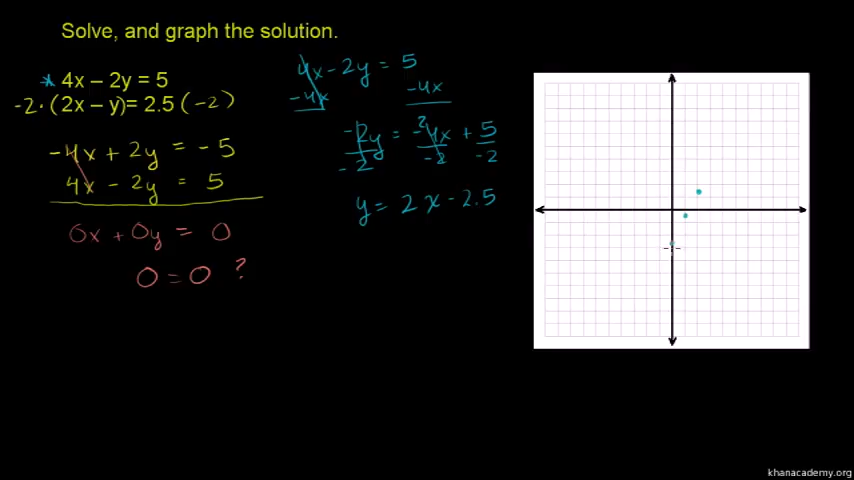 Solve, and graph the solution.
* 4x – 2y = 5
-2 · (2x – y) = 2.5 (-2)
-4x + 2y = -5
4x - 2y = 5
0x + 0y = 0
0 = 0 ?
4x - 2y = 5
-4x -4x
-2y = -4x + 5
-2 -2 -2
2
y = 2x - 2.5
khanacademy.org